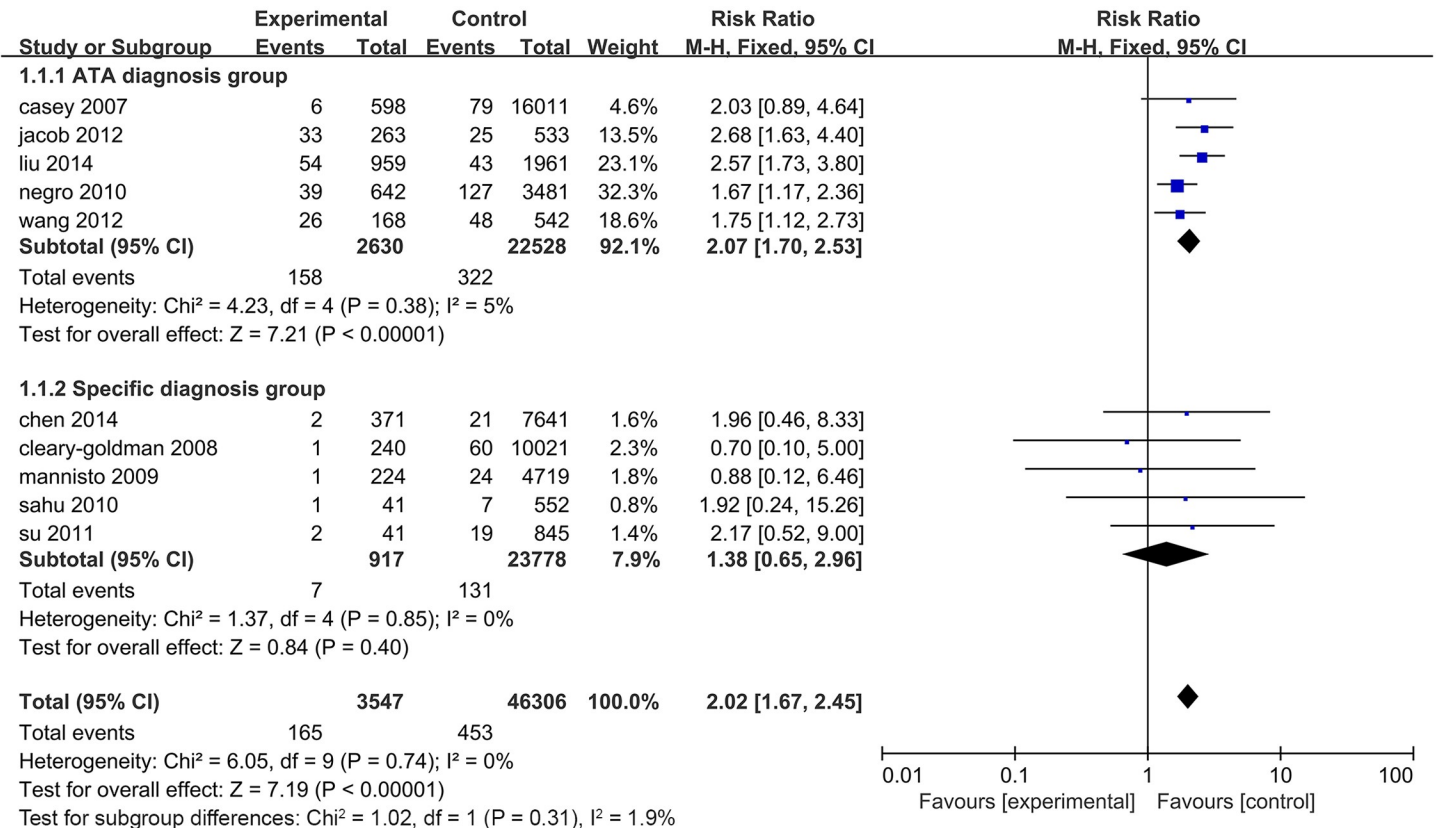 Experimental Control Risk Ratio Risk Ratio
Study or Subgroup Events Total Events Total Weight M-H, Fixed, 95% CI M-H, Fixed, 95% CI
1.1.1 ATA diagnosis group
casey 2007 6 598 79 16011 4.6% 2.03 [0.89, 4.64]
jacob 2012 33 263 25 533 13.5% 2.68 [1.63, 4.40]
liu 2014 54 959 43 1961 23.1% 2.57 [1.73, 3.80]
negro 2010 39 642 127 3481 32.3% 1.67 [1.17, 2.36]
wang 2012 26 168 48 542 18.6% 1.75 [1.12, 2.73]
Subtotal (95% CI) 2630 22528 92.1% 2.07 [1.70, 2.53]
Total events 158 322
Heterogeneity: Chi² = 4.23, df = 4 (P = 0.38); I² = 5%
Test for overall effect: Z = 7.21 (P < 0.00001)
1.1.2 Specific diagnosis group
chen 2014 2 371 21 7641 1.6% 1.96 [0.46, 8.33]
cleary-goldman 2008 1 240 60 10021 2.3% 0.70 [0.10, 5.00]
mannisto 2009 1 224 24 4719 1.8% 0.88 [0.12, 6.46]
sahu 2010 1 41 7 552 0.8% 1.92 [0.24, 15.26]
su 2011 2 41 19 845 1.4% 2.17 [0.52, 9.00]
Subtotal (95% CI) 917 23778 7.9% 1.38 [0.65, 2.96]
Total events 7 131
Heterogeneity: Chi² = 1.37, df = 4 (P = 0.85); I² = 0%
Test for overall effect: Z = 0.84 (P = 0.40)
Total (95% CI) 3547 46306 100.0% 2.02 [1.67, 2.45]
Total events 165 453
Heterogeneity: Chi² = 6.05, df = 9 (P = 0.74); I² = 0%
Test for overall effect: Z = 7.19 (P < 0.00001)
Test for subgroup differences: Chi² = 1.02, df = 1 (P = 0.31), I² = 1.9%
0.01 0.1 1 10 100
Favours [experimental] Favours [control]